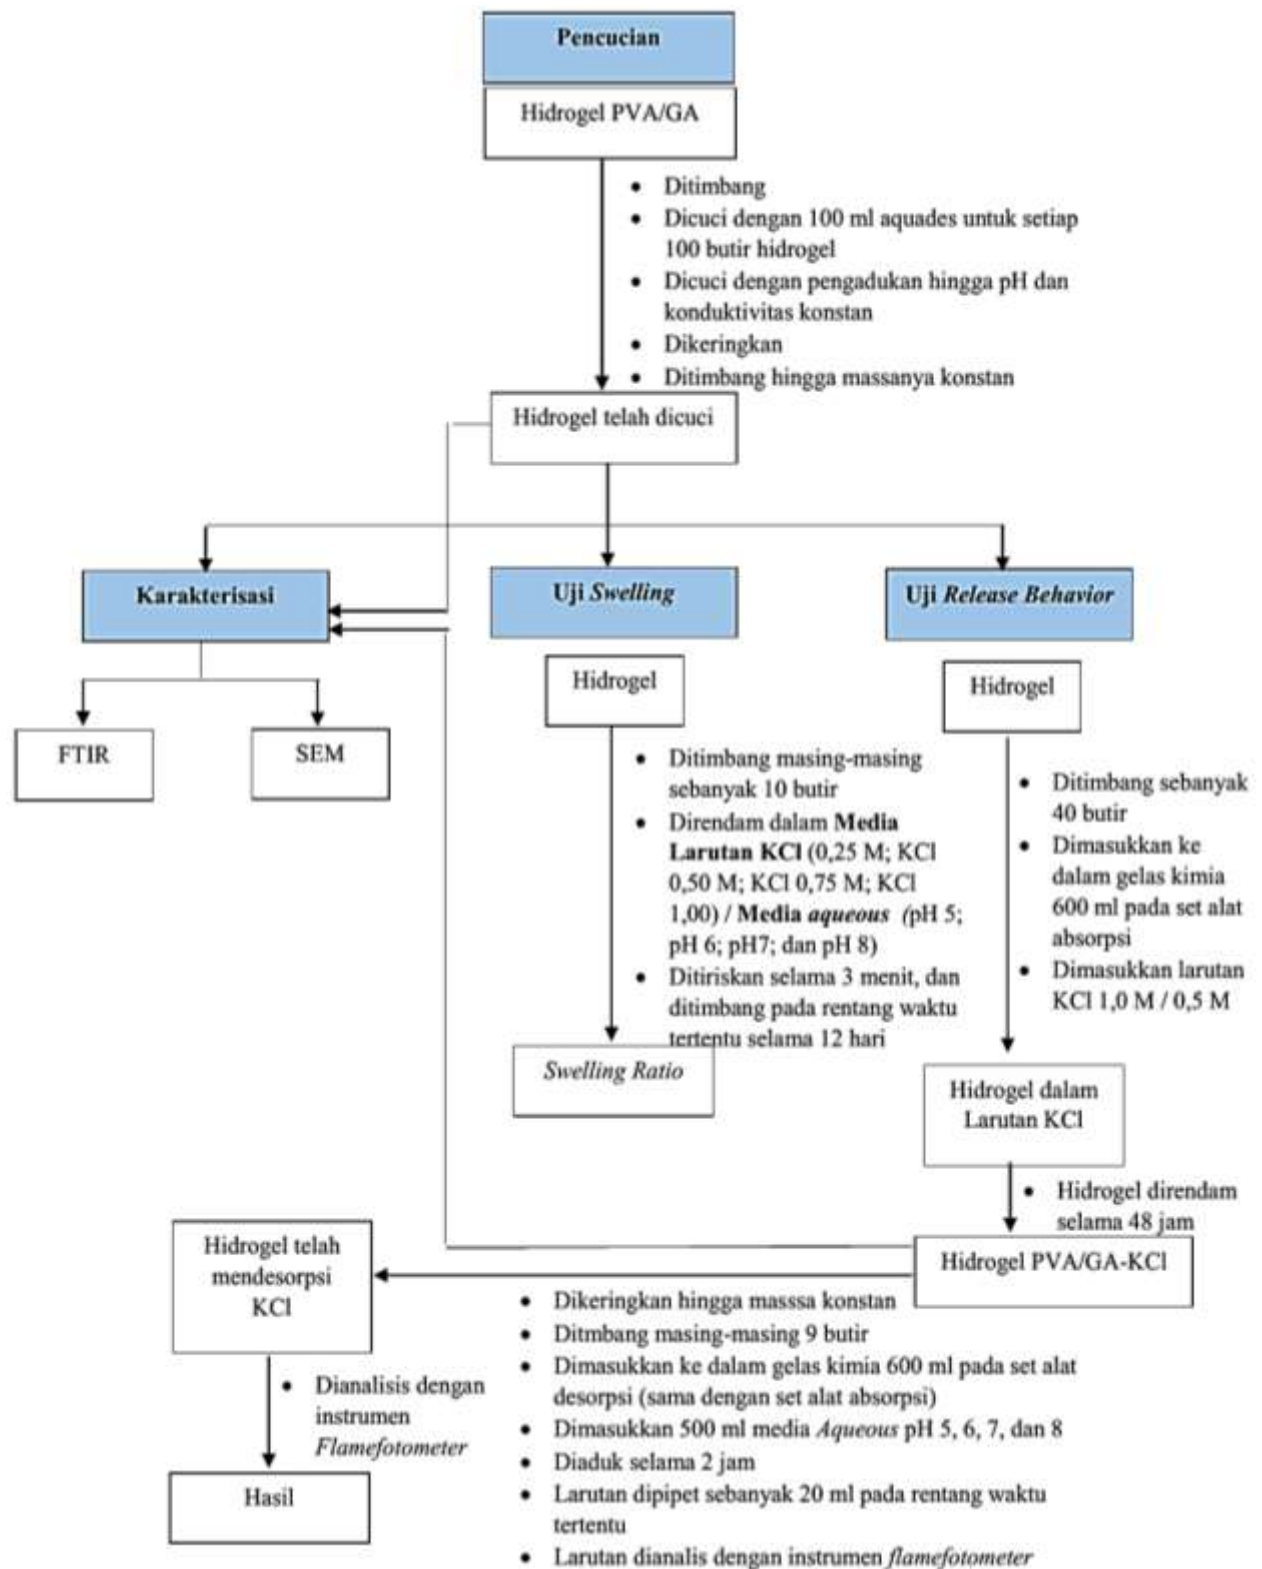 Pencucian
Hidrogel PVA/GA
• Ditimbang
• Dicuci dengan 100 ml aquades untuk setiap
100 butir hidrogel
• Dicuci dengan pengadukan hingga pH dan
konduktivitas konstan
• Dikeringkan
• Ditimbang hingga massanya konstan
Hidrogel telah dicuci
Karakterisasi
FTIR
SEM
Uji Swelling
Hidrogel
• Ditimbang masing-masing
sebanyak 10 butir
• Direndam dalam Media
Larutan KCl (0,25 M; KCl
0,50 M; KCl 0,75 M; KCl
1,00) / Media aqueous (pH 5;
pH 6; pH7; dan pH 8)
• Ditiriskan selama 3 menit, dan
ditimbang pada rentang waktu
tertentu selama 12 hari
Swelling Ratio
Uji Release Behavior
Hidrogel
• Ditimbang sebanyak
40 butir
• Dimasukkan ke
dalam gelas kimia
600 ml pada set alat
absorpsi
• Dimasukkan larutan
KCl 1,0 M / 0,5 M
Hidrogel dalam
Larutan KCl
• Hidrogel direndam
selama 48 jam
Hidrogel PVA/GA-KCl
• Dikeringkan hingga masssa konstan
• Ditmbang masing-masing 9 butir
• Dimasukkan ke dalam gelas kimia 600 ml pada set alat
desorpsi (sama dengan set alat absorpsi)
• Dimasukkan 500 ml media Aqueous pH 5, 6, 7, dan 8
• Diaduk selama 2 jam
• Larutan dipipet sebanyak 20 ml pada rentang waktu
tertentu
• Larutan dianalis dengan instrumen flamefotometer
Hidrogel telah
mendesorpsi
KCl
• Dianalisis dengan
instrumen
Flamefotometer
Hasil